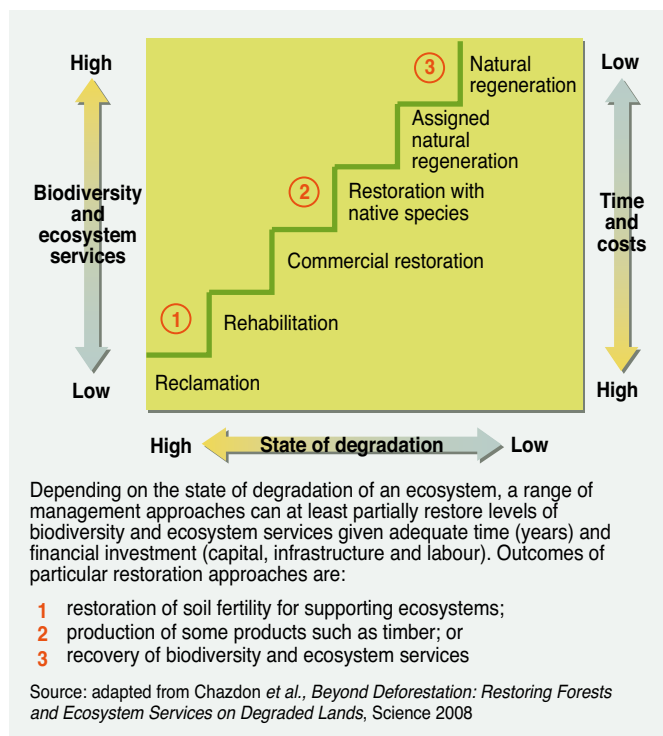 High
Low
3
Natural
regeneration
Assigned
natural
regeneration
Biodiversity
and
ecosystem
services
2
Restoration with
native species
Time
and
costs
Commercial restoration
1
Rehabilitation
Low
Reclamation
High
High
State of degradation
Low
Depending on the state of degradation of an ecosystem, a range of
management approaches can at least partially restore levels of
biodiversity and ecosystem services given adequate time (years) and
financial investment (capital, infrastructure and labour). Outcomes of
particular restoration approaches are:
1 restoration of soil fertility for supporting ecosystems;
2 production of some products such as timber; or
3 recovery of biodiversity and ecosystem services
Source: adapted from Chazdon et al., Beyond Deforestation: Restoring Forests
and Ecosystem Services on Degraded Lands, Science 2008